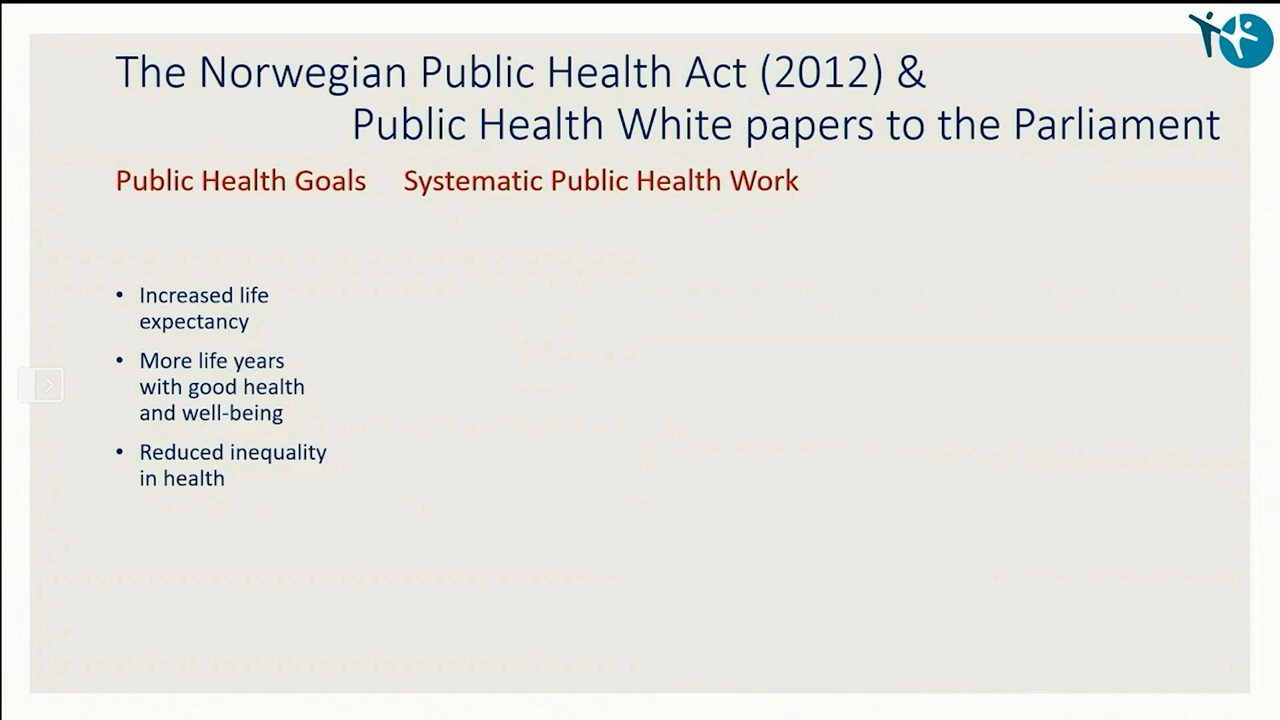 The Norwegian Public Health Act (2012) &
Public Health White papers to the Parliament
Public Health Goals Systematic Public Health Work
• Increased life
expectancy
• More life years
with good health
and well-being
• Reduced inequality
in health